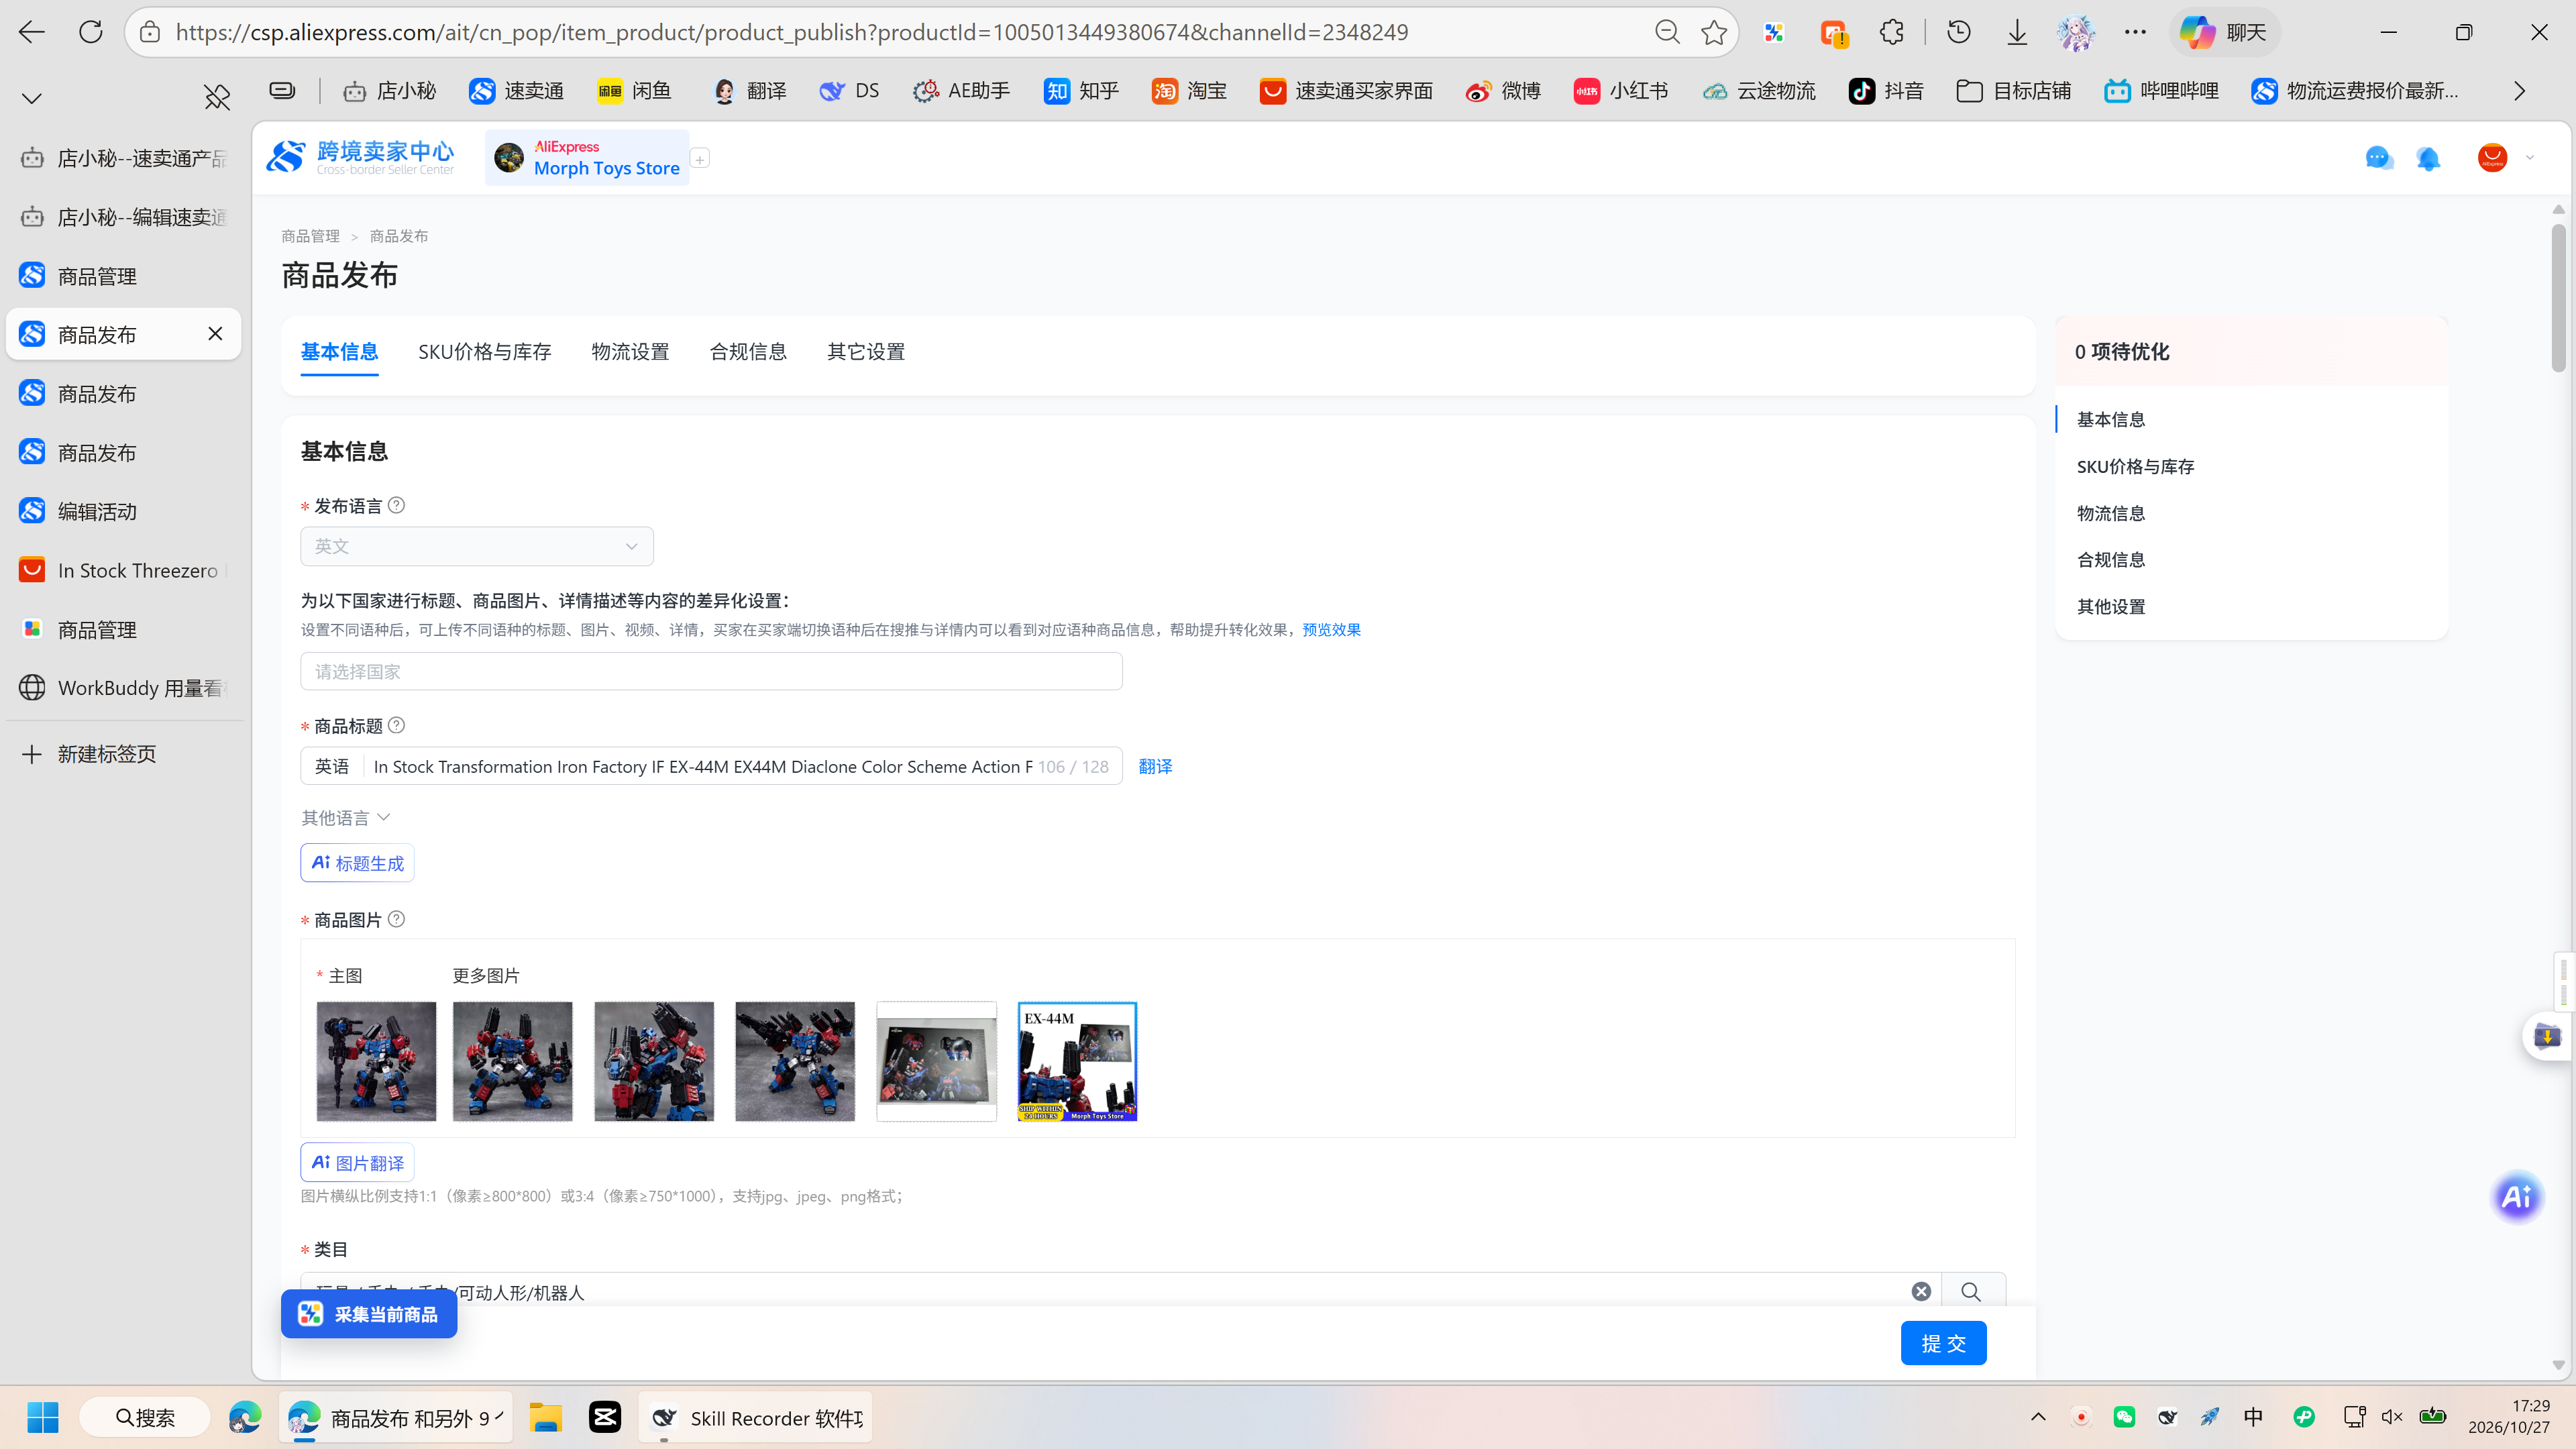 https://csp.aliexpress.com/ait/cn_pop/item_product/product_publish?productId=1005013449380674&channelId=2348249
聊天
店小秘
速卖通
闲鱼
翻译
DS
AE助手
知乎
淘宝
速卖通买家界面
微博
小红书
云途物流
抖音
目标店铺
哔哩哔哩
物流运费报价最新...
店小秘--速卖通产品
店小秘--编辑速卖通
商品管理
商品发布
商品发布
商品发布
编辑活动
In Stock Threezero
商品管理
WorkBuddy 用量看
新建标签页
跨境卖家中心
Cross-border Seller Center
AliExpress
Morph Toys Store
商品管理 > 商品发布
商品发布
基本信息
SKU价格与库存
物流设置
合规信息
其它设置
基本信息
* 发布语言
英文
为以下国家进行标题、商品图片、详情描述等内容的差异化设置：
设置不同语种后，可上传不同语种的标题、图片、视频、详情，买家在买家端切换语种后在搜推与详情内可以看到对应语种商品信息，帮助提升转化效果，预览效果
请选择国家
* 商品标题
英语 In Stock Transformation Iron Factory IF EX-44M EX44M Diaclone Color Scheme Action F 106 / 128 翻译
其他语言
Ai 标题生成
* 商品图片
* 主图
更多图片
EX-44M
SHIP WITHIN
24 HOURS
Morph Toys Store
Ai 图片翻译
图片横纵比例支持1:1（像素≥800*800）或3:4（像素≥750*1000），支持jpg、jpeg、png格式；
* 类目
/可动人形/机器人
采集当前商品
提 交
0 项待优化
基本信息
SKU价格与库存
物流信息
合规信息
其他设置
Ai
搜索
商品发布 和另外 9
Skill Recorder 软件
中
17:29
2026/10/27